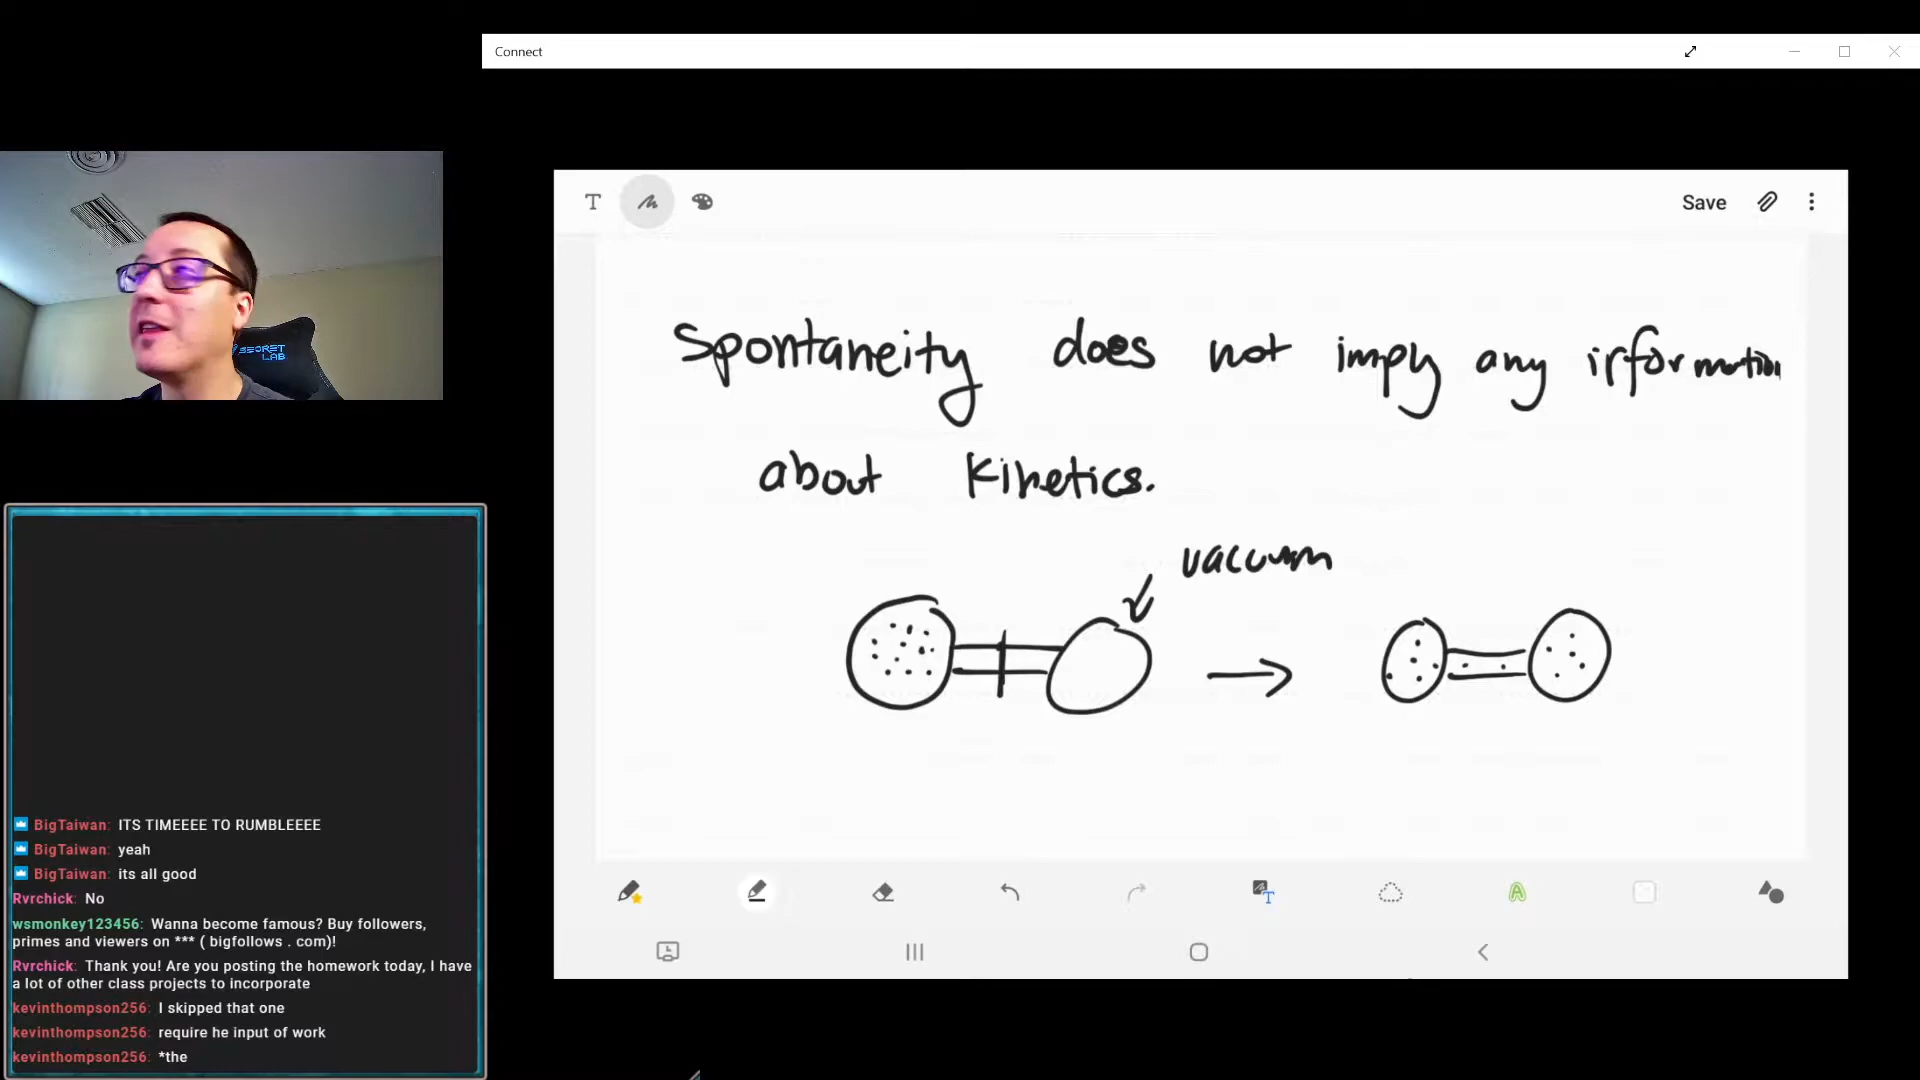 Connect
SECRET
LAB
T
Save
Spontaneity does not impy any information
about Kinetics.
vacuum
BigTaiwan: ITS TIMEEEE TO RUMBLEEEE
BigTaiwan: yeah
BigTaiwan: its all good
Rvrchick: No
wsmonkey123456: Wanna become famous? Buy followers,
primes and viewers on *** ( bigfollows . com)!
Rvrchick: Thank you! Are you posting the homework today, I have
a lot of other class projects to incorporate
kevinthompson256: I skipped that one
kevinthompson256: require he input of work
kevinthompson256: *the